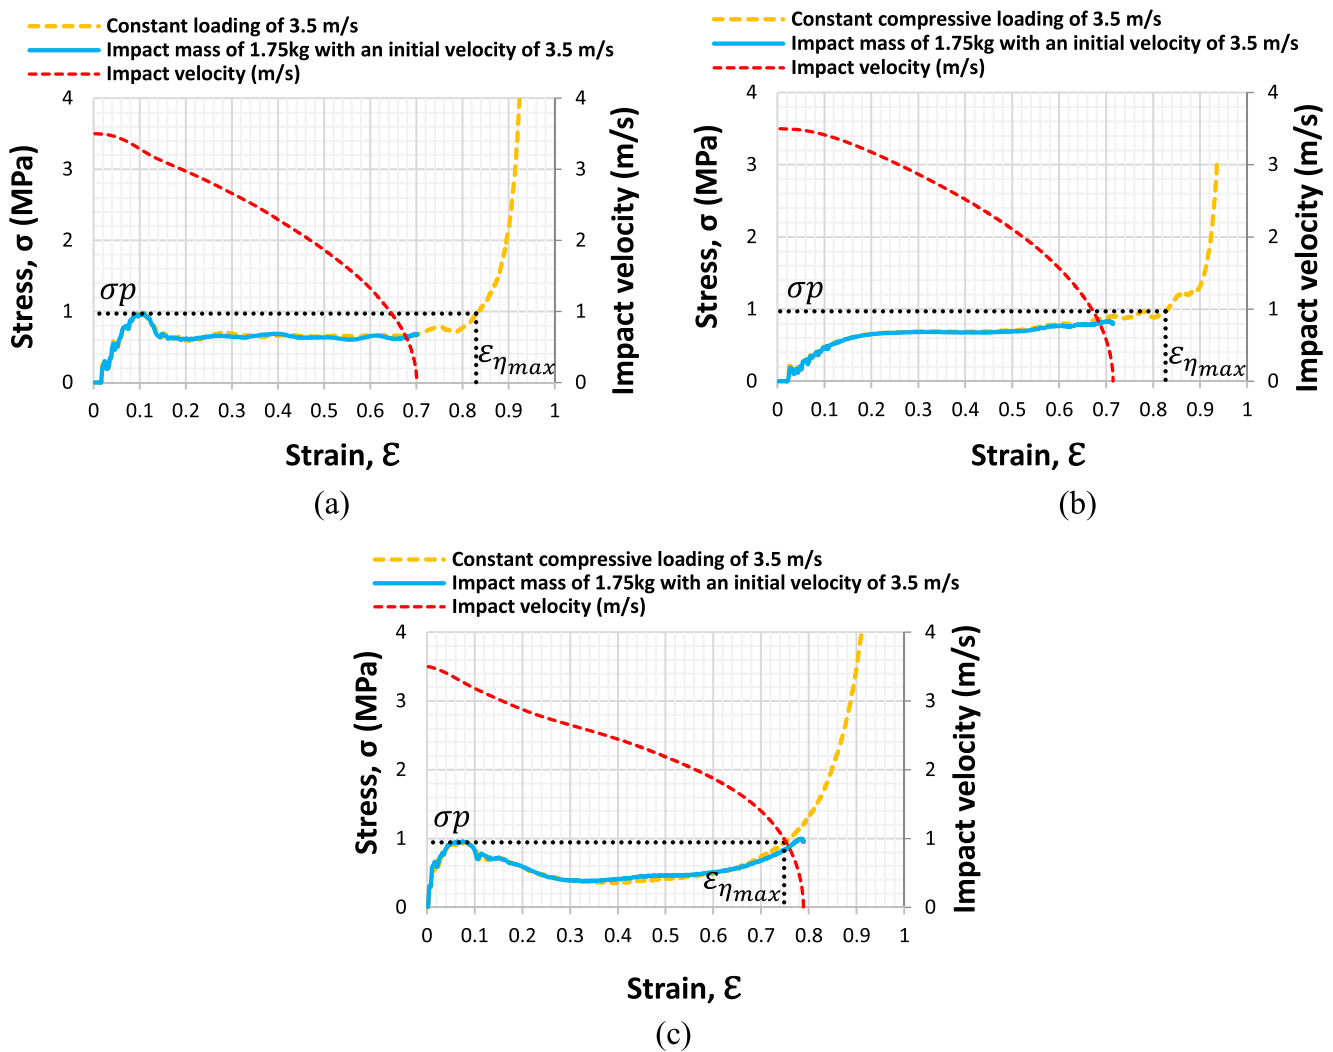 Constant loading of 3.5 m/s
Impact mass of 1.75kg with an initial velocity of 3.5 m/s
Impact velocity (m/s)
4
3
2
1
0
4
3
2
1
0
Stress, σ (MPa)
Impact velocity (m/s)
σp
εηmax
0 0.1 0.2 0.3 0.4 0.5 0.6 0.7 0.8 0.9 1
Strain, Ɛ
(a)
Constant compressive loading of 3.5 m/s
Impact mass of 1.75kg with an initial velocity of 3.5 m/s
Impact velocity (m/s)
4
3
2
1
0
4
3
2
1
0
Stress, σ (MPa)
Impact velocity (m/s)
σp
εηmax
0 0.1 0.2 0.3 0.4 0.5 0.6 0.7 0.8 0.9 1
Strain, Ɛ
(b)
Constant compressive loading of 3.5 m/s
Impact mass of 1.75kg with an initial velocity of 3.5 m/s
Impact velocity (m/s)
4
3
2
1
0
4
3
2
1
0
Stress, σ (MPa)
Impact velocity (m/s)
σp
εηmax
0 0.1 0.2 0.3 0.4 0.5 0.6 0.7 0.8 0.9 1
Strain, Ɛ
(c)